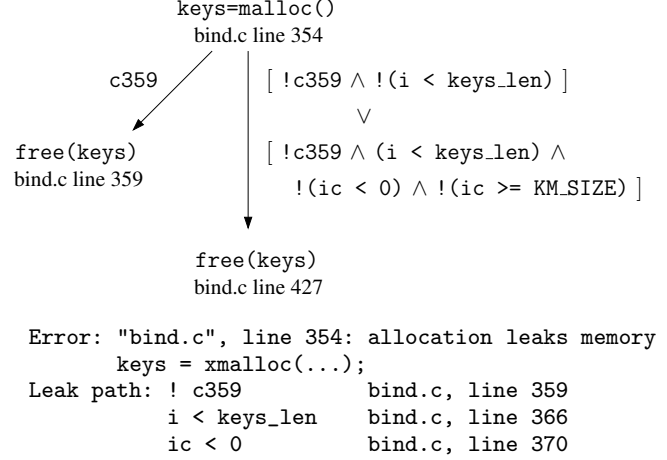 keys=malloc()
bind.c line 354
c359
[ !c359 ∧ !(i < keys_len) ]
∨
[ !c359 ∧ (i < keys_len) ∧
!(ic < 0) ∧ !(ic >= KM_SIZE) ]
free(keys)
bind.c line 359
free(keys)
bind.c line 427
Error: "bind.c", line 354: allocation leaks memory
keys = xmalloc(...);
Leak path: ! c359 bind.c, line 359
i < keys_len bind.c, line 366
ic < 0 bind.c, line 370